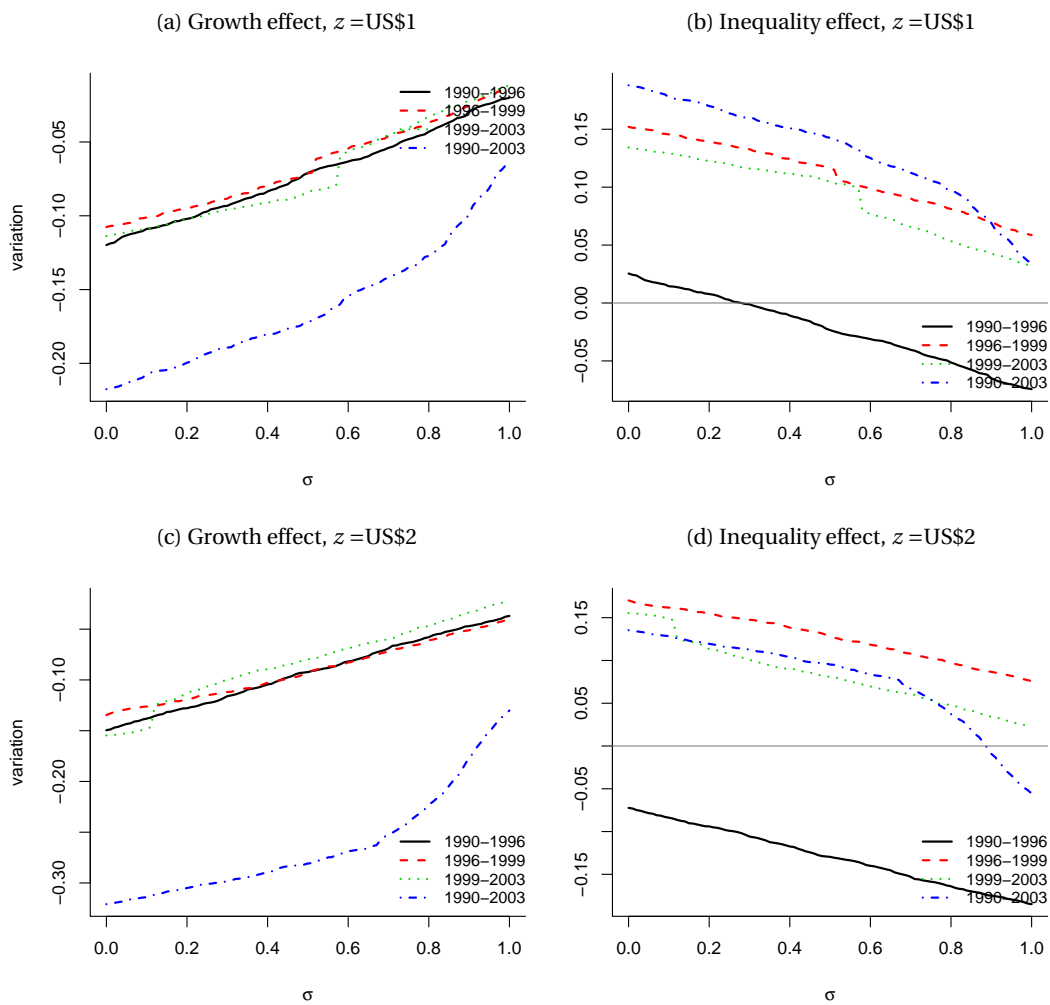 (a) Growth effect, z =US$1
(b) Inequality effect, z =US$1
variation
−0.05
−0.10
−0.15
−0.20
1990−1996
1996−1999
1999−2003
1990−2003
0.0 0.2 0.4 0.6 0.8 1.0
σ
0.15
0.10
0.05
0.00
−0.05
1990−1996
1996−1999
1999−2003
1990−2003
0.0 0.2 0.4 0.6 0.8 1.0
σ
(c) Growth effect, z =US$2
(d) Inequality effect, z =US$2
variation
−0.10
−0.20
−0.30
1990−1996
1996−1999
1999−2003
1990−2003
0.0 0.2 0.4 0.6 0.8 1.0
σ
0.15
0.05
−0.05
−0.15
1990−1996
1996−1999
1999−2003
1990−2003
0.0 0.2 0.4 0.6 0.8 1.0
σ